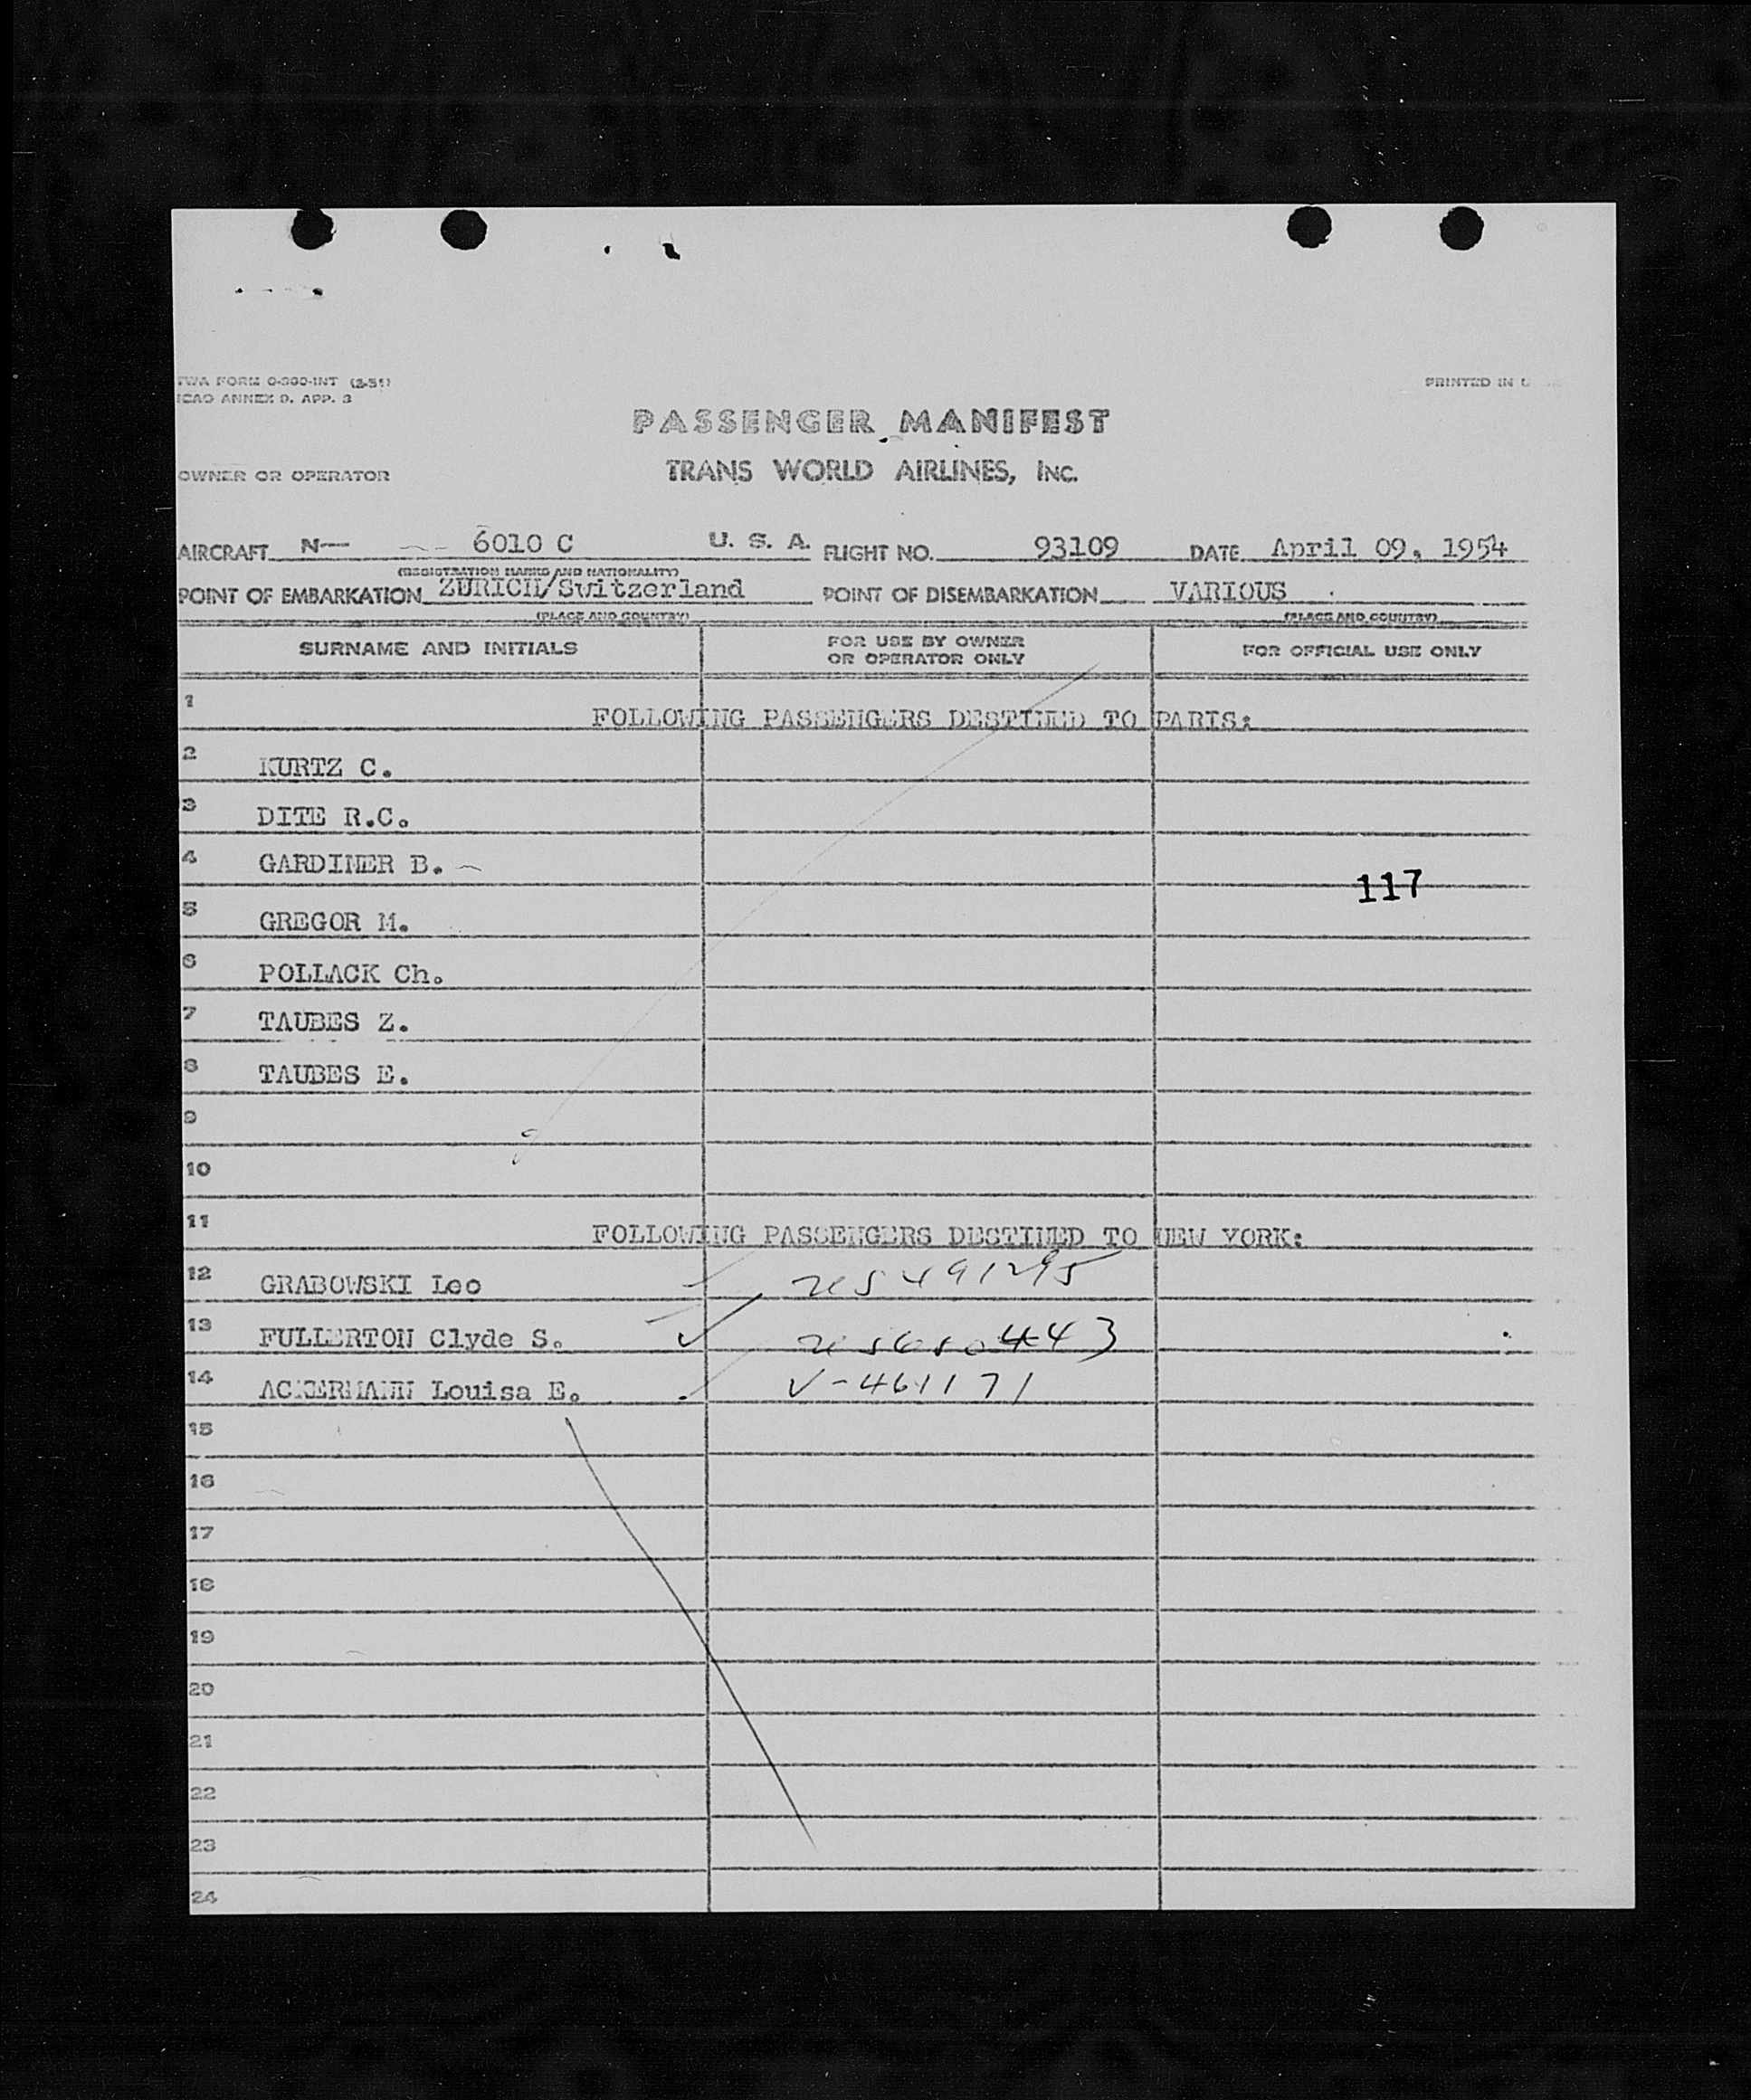 TWA FORM O-300-INT (2-51)
ICAO ANNEX 9, APP. 3
PRINTED IN U
PASSENGER MANIFEST
OWNER OR OPERATOR TRANS WORLD AIRLINES, INC.
AIRCRAFT N— 6010 C U. S. A. FLIGHT NO. 93109 DATE April 09, 1954
(REGISTRATION MARKS AND NATIONALITY)
POINT OF EMBARKATION ZURICH/Switzerland POINT OF DISEMBARKATION VARIOUS
(PLACE AND COUNTRY) (PLACE AND COUNTRY)
SURNAME AND INITIALS FOR USE BY OWNER OR OPERATOR ONLY FOR OFFICIAL USE ONLY
1 FOLLOWING PASSENGERS DESTINED TO PARIS:
2 KURTZ C.
3 DITE R.C.
4 GARDINER B.
117
5 GREGOR M.
6 POLLACK Ch.
7 TAUBES Z.
8 TAUBES E.
9
10
11 FOLLOWING PASSENGERS DESTINED TO NEW YORK:
12 GRABOWSKI Leo
13 FULLERTON Clyde S.
14 ACKERMANN Louisa E. V-461171
15
16
17
18
19
20
21
22
23
24